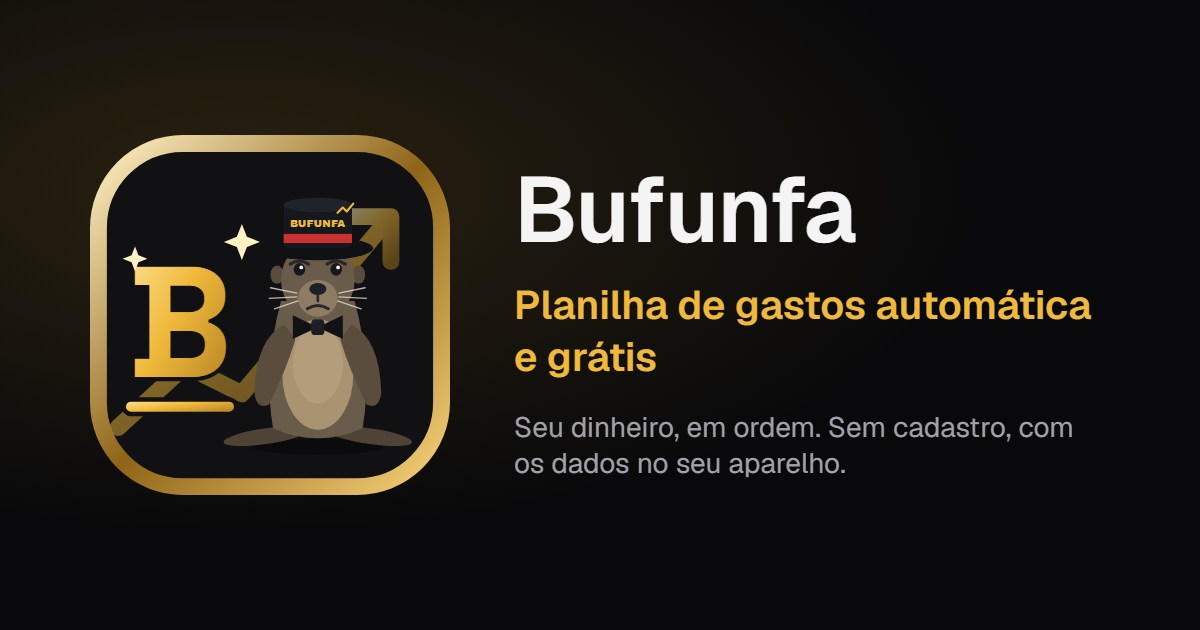 BUFUNFA
B
Bufunfa
Planilha de gastos automática
e grátis
Seu dinheiro, em ordem. Sem cadastro, com
os dados no seu aparelho.